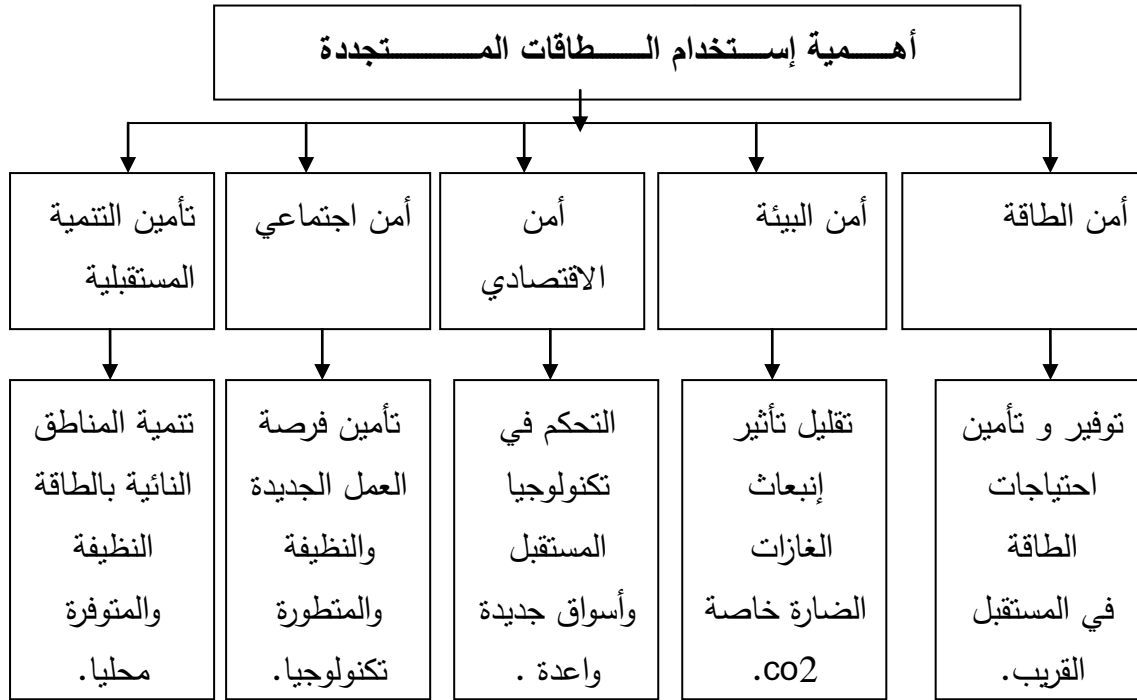 أهـــمية إســتخدام الـــطاقات المـــــتجددة
أمن الطاقة
أمن البيئة
أمن
الاقتصادي
أمن اجتماعي
تأمين التنمية
المستقبلية
توفير و تأمين
احتياجات
الطاقة
في المستقبل
القريب.
تقليل تأثير
إنبعاث
الغازات
الضارة خاصة
co2.
التحكم في
تكنولوجيا
المستقبل
وأسواق جديدة
واعدة .
تأمين فرصة
العمل الجديدة
والنظيفة
والمتطورة
تكنولوجيا.
تنمية المناطق
النائية بالطاقة
النظيفة
والمتوفرة
محليا.